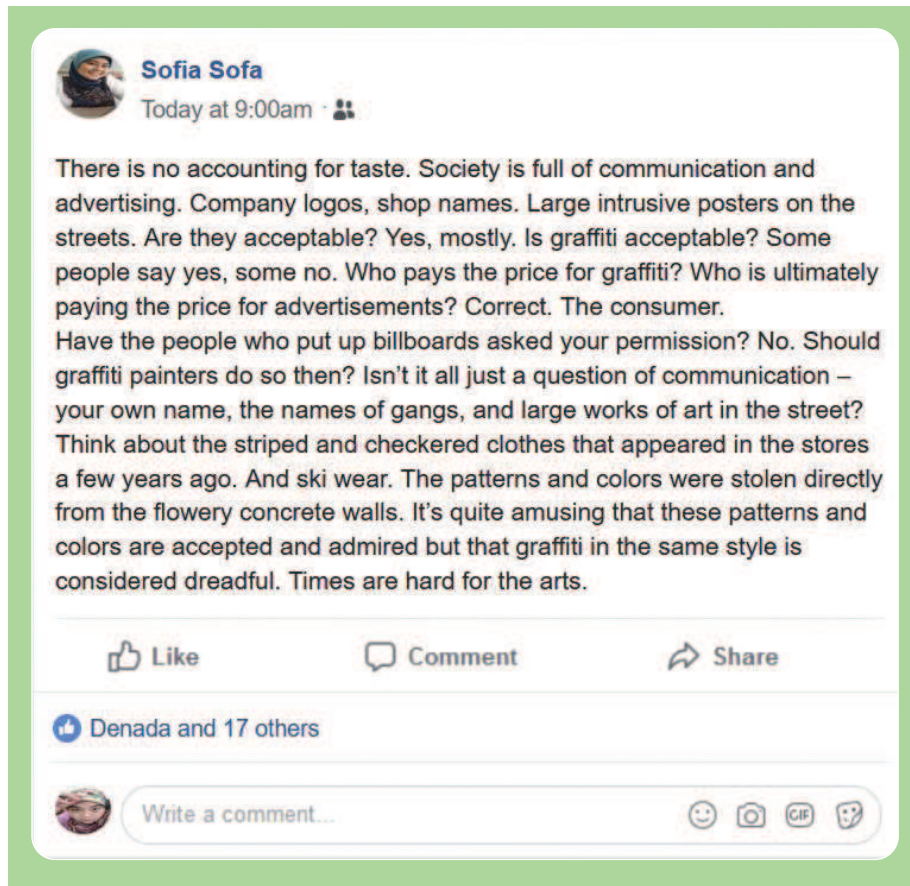 Sofia Sofa
Today at 9:00am ·
There is no accounting for taste. Society is full of communication and
advertising. Company logos, shop names. Large intrusive posters on the
streets. Are they acceptable? Yes, mostly. Is graffiti acceptable? Some
people say yes, some no. Who pays the price for graffiti? Who is ultimately
paying the price for advertisements? Correct. The consumer.
Have the people who put up billboards asked your permission? No. Should
graffiti painters do so then? Isn’t it all just a question of communication –
your own name, the names of gangs, and large works of art in the street?
Think about the striped and checkered clothes that appeared in the stores
a few years ago. And ski wear. The patterns and colors were stolen directly
from the flowery concrete walls. It’s quite amusing that these patterns and
colors are accepted and admired but that graffiti in the same style is
considered dreadful. Times are hard for the arts.
Like Comment Share
Denada and 17 others
Write a comment... GIF